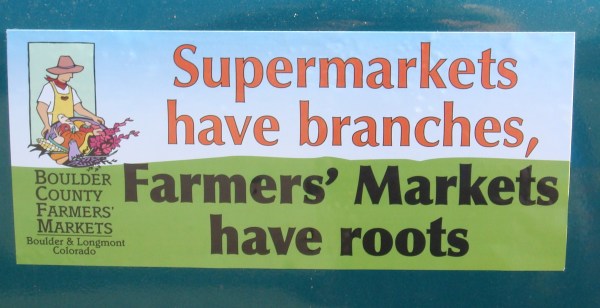 Supermarkets
have branches,
Farmers' Markets
have roots
BOULDER
COUNTY
FARMERS'
MARKETS
Boulder & Longmont
Colorado